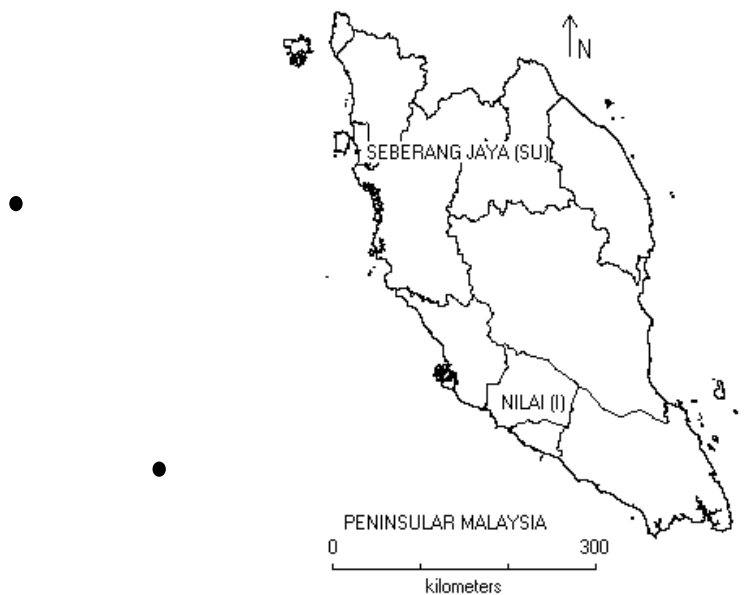 N
SEBERANG JAYA (SU)
NILAI (I)
PENINSULAR MALAYSIA
0 300
kilometers